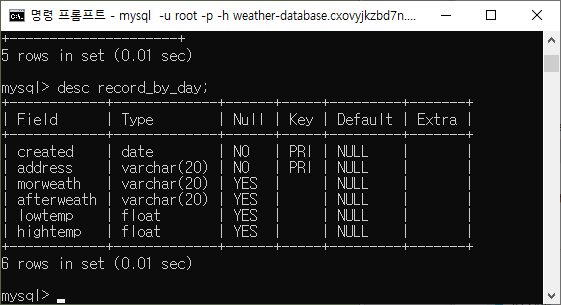 명령 프롬프트 - mysql -u root -p -h weather-database.cxovyjkzbd7n....
+---------------------+
5 rows in set (0.01 sec)
mysql> desc record_by_day;
+------------+-------------+------+-----+---------+-------+
| Field | Type | Null | Key | Default | Extra |
+------------+-------------+------+-----+---------+-------+
| created | date | NO | PRI | NULL | |
| address | varchar(20) | NO | PRI | NULL | |
| morweath | varchar(20) | YES | | NULL | |
| afterweath | varchar(20) | YES | | NULL | |
| lowtemp | float | YES | | NULL | |
| hightemp | float | YES | | NULL | |
+------------+-------------+------+-----+---------+-------+
6 rows in set (0.01 sec)
mysql>